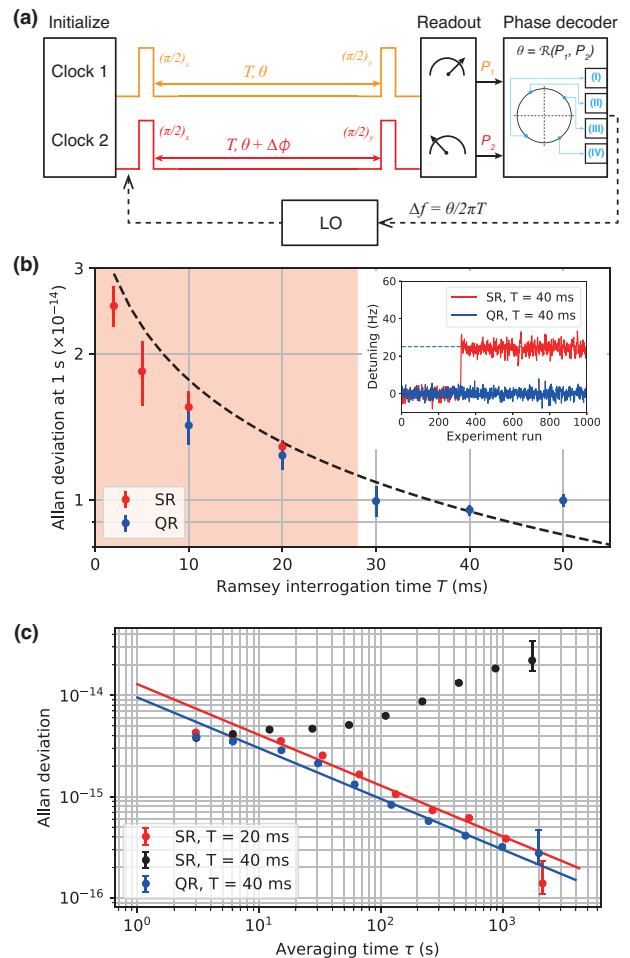 (a)
Initialize
Readout
Phase decoder
Clock 1
(π/2)ₓ
T, θ
(π/2)ᵧ
P₁
θ = ℛ(P₁, P₂)
(I)
(II)
(III)
(IV)
Clock 2
(π/2)ₓ
T, θ + Δϕ
(π/2)ᵧ
P₂
LO
Δf = θ/2πT
(b)
Allan deviation at 1 s (×10⁻¹⁴)
3
2
1
SR
QR
0
10
20
30
40
50
Ramsey interrogation time T (ms)
Detuning (Hz)
60
30
0
SR, T = 40 ms
QR, T = 40 ms
0
200
400
600
800
1000
Experiment run
(c)
Allan deviation
10⁻¹⁴
10⁻¹⁵
10⁻¹⁶
SR, T = 20 ms
SR, T = 40 ms
QR, T = 40 ms
10⁰
10¹
10²
10³
Averaging time τ (s)